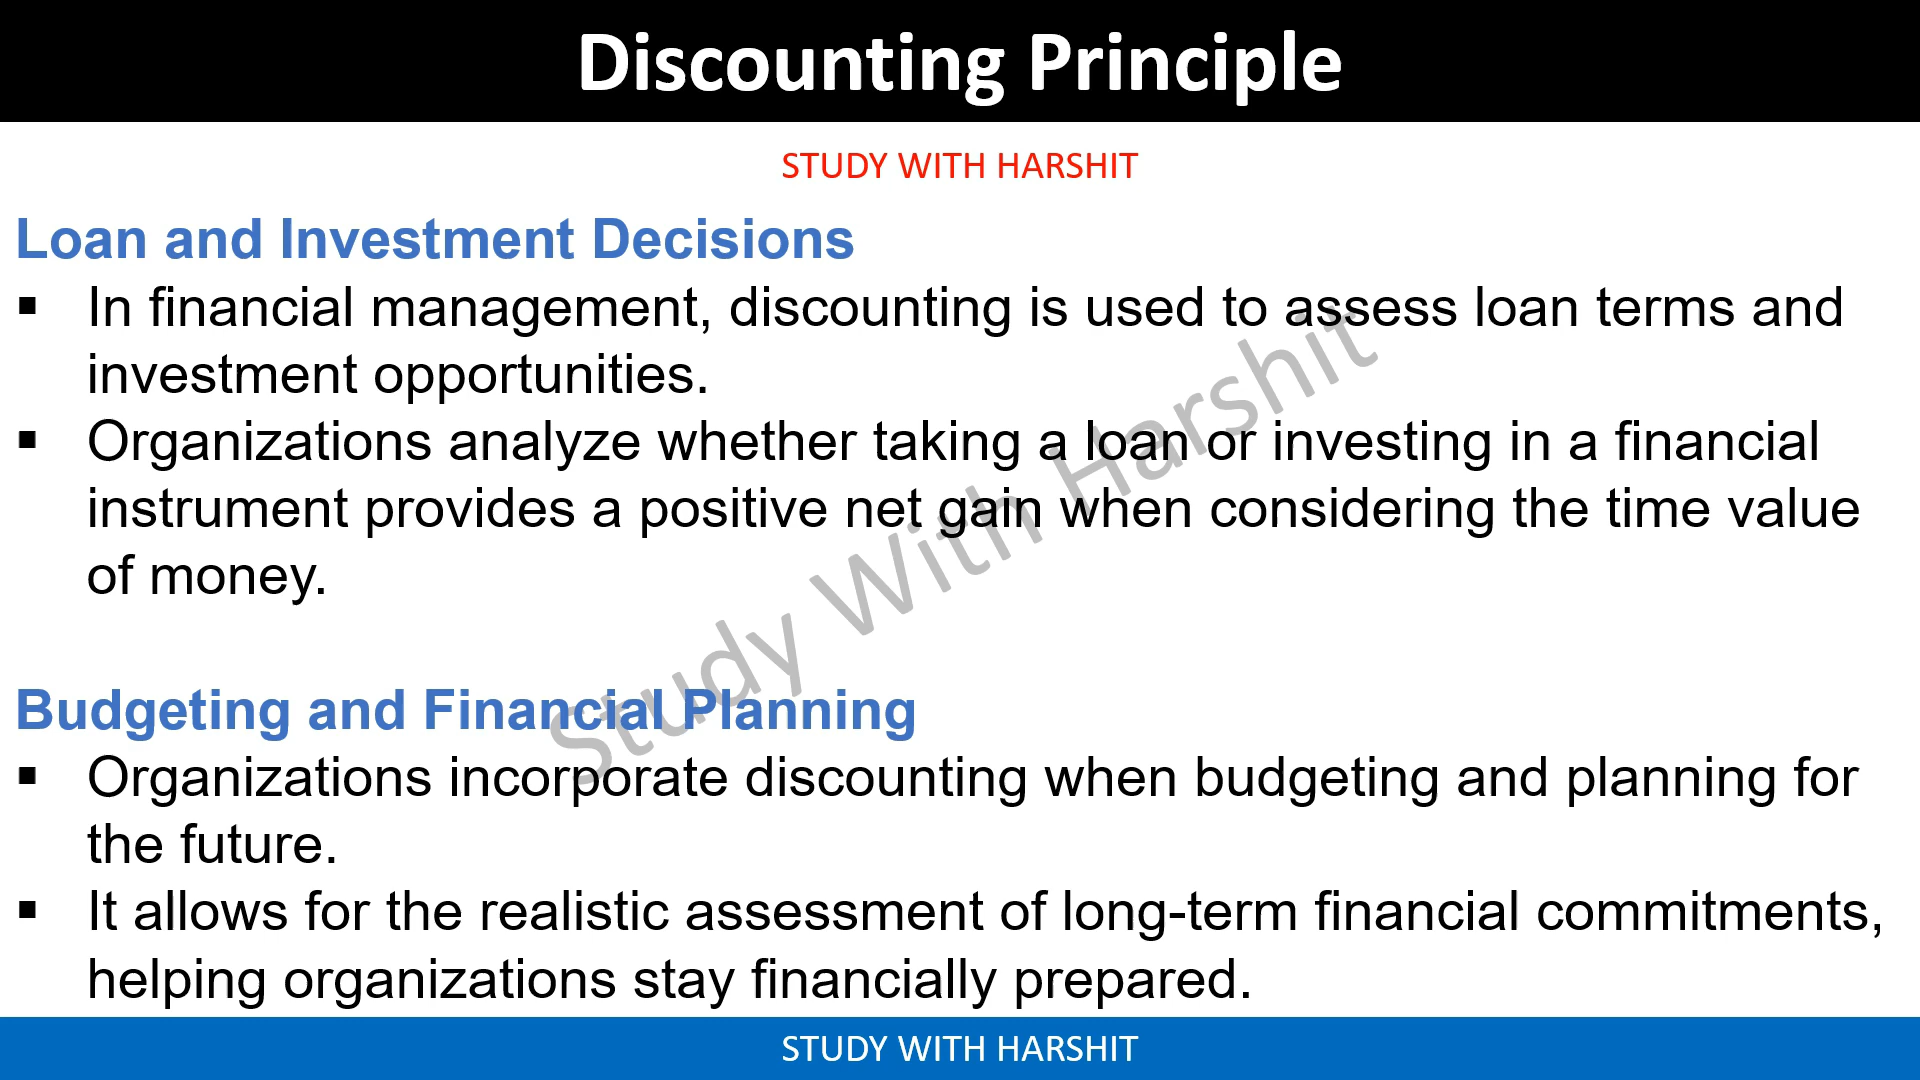 Discounting Principle
STUDY WITH HARSHIT
Loan and Investment Decisions
▪ In financial management, discounting is used to assess loan terms and
investment opportunities.
▪ Organizations analyze whether taking a loan or investing in a financial
instrument provides a positive net gain when considering the time value
of money.
Budgeting and Financial Planning
▪ Organizations incorporate discounting when budgeting and planning for
the future.
▪ It allows for the realistic assessment of long-term financial commitments,
helping organizations stay financially prepared.
Study With Harshit
STUDY WITH HARSHIT